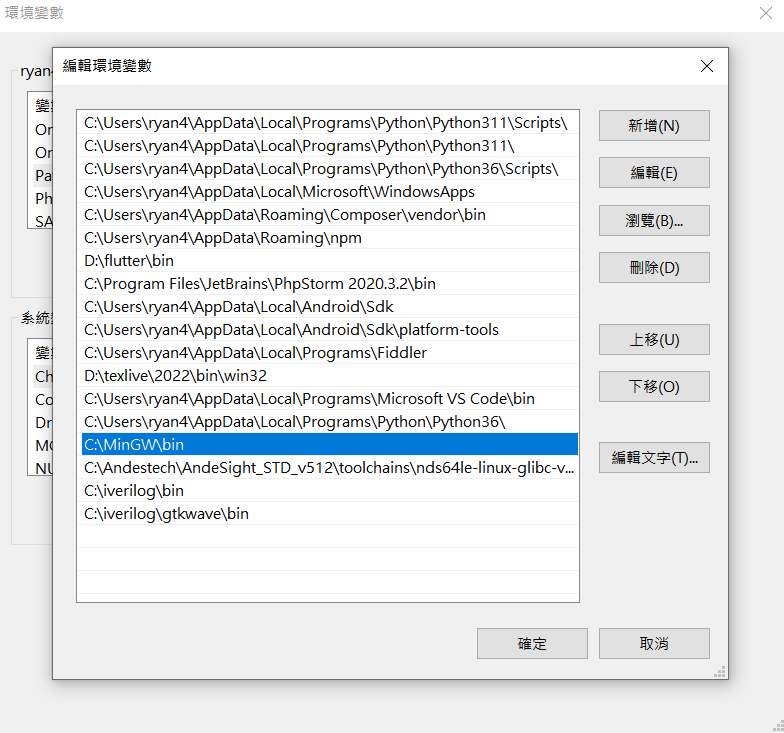 環境變數
ryan4
編輯環境變數
C:\Users\ryan4\AppData\Local\Programs\Python\Python311\Scripts\
C:\Users\ryan4\AppData\Local\Programs\Python\Python311\
C:\Users\ryan4\AppData\Local\Programs\Python\Python36\Scripts\
C:\Users\ryan4\AppData\Local\Microsoft\WindowsApps
C:\Users\ryan4\AppData\Roaming\Composer\vendor\bin
C:\Users\ryan4\AppData\Roaming\npm
D:\flutter\bin
C:\Program Files\JetBrains\PhpStorm 2020.3.2\bin
C:\Users\ryan4\AppData\Local\Android\Sdk
C:\Users\ryan4\AppData\Local\Android\Sdk\platform-tools
C:\Users\ryan4\AppData\Local\Programs\Fiddler
D:\texlive\2022\bin\win32
C:\Users\ryan4\AppData\Local\Programs\Microsoft VS Code\bin
C:\Users\ryan4\AppData\Local\Programs\Python\Python36\
C:\MinGW\bin
C:\Andestech\AndeSight_STD_v512\toolchains\nds64le-linux-glibc-v...
C:\iverilog\bin
C:\iverilog\gtkwave\bin
新增(N)
編輯(E)
瀏覽(B)...
刪除(D)
上移(U)
下移(O)
編輯文字(T)...
確定
取消
變
Or
Or
Pa
Ph
SA
系統
變
Ch
Co
Dr
NU